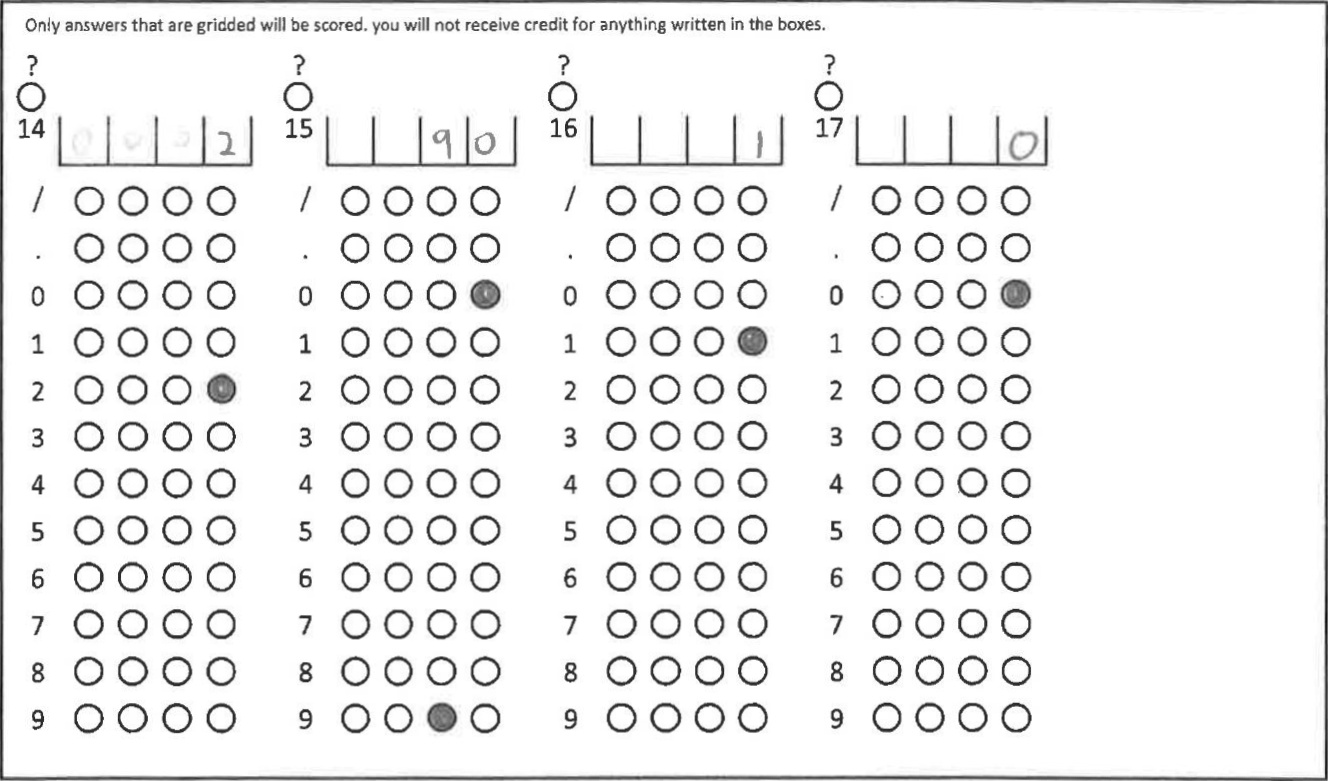 Only answers that are gridded will be scored. you will not receive credit for anything written in the boxes.
? ? ? ?
14 0 0 0 2 15 9 0 16 1 17 0
/ / / /
. . . .
0 0 0 0
1 1 1 1
2 2 2 2
3 3 3 3
4 4 4 4
5 5 5 5
6 6 6 6
7 7 7 7
8 8 8 8
9 9 9 9